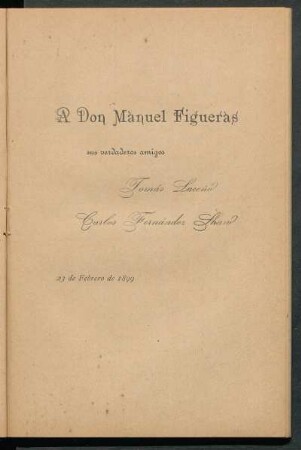 A Don Manuel Figueras
sus verdaderos amigos
Tomás Luceño
Carlos Fernández Shaw
23 de Febrero de 1899